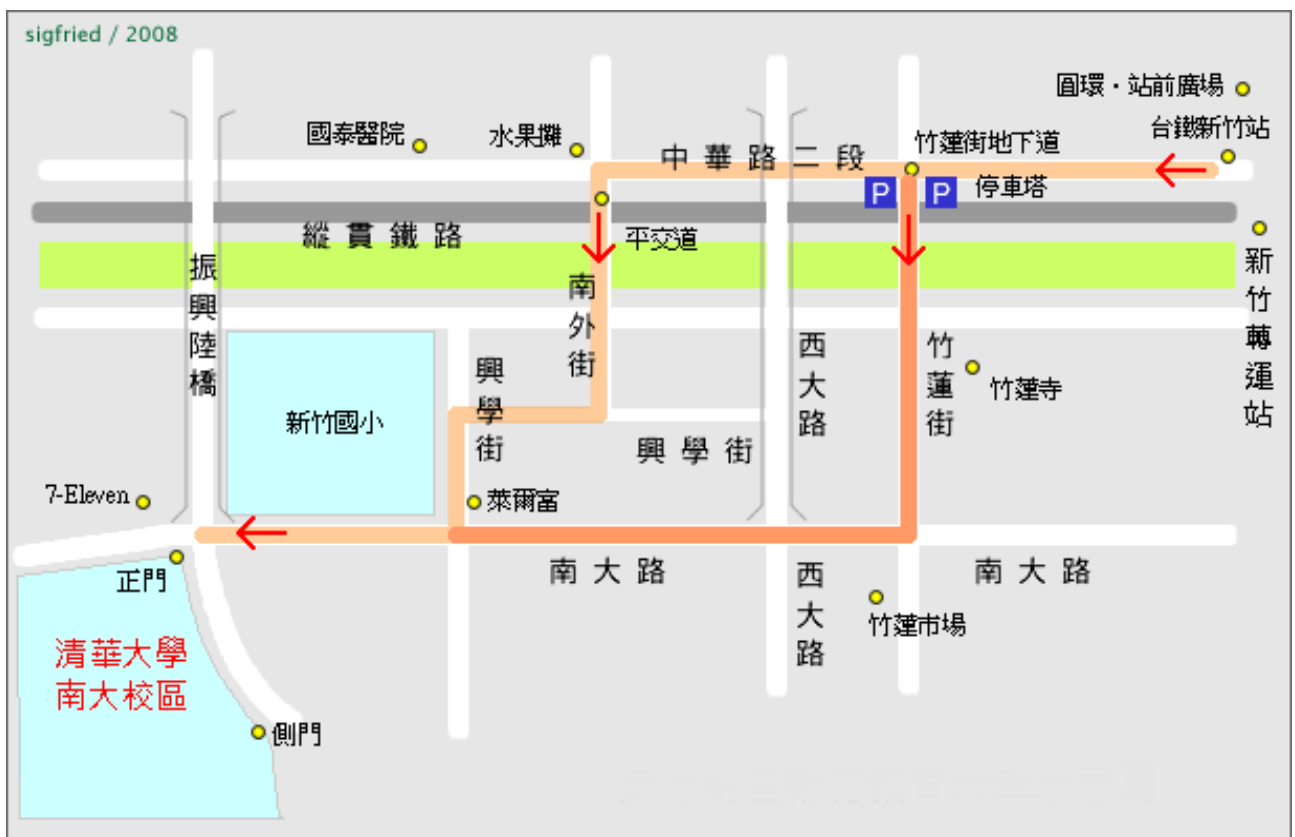 sigfried / 2008
圓環・站前廣場
台鐵新竹站
國泰醫院
水果攤
中華路二段
竹蓮街地下道
P
P
停車塔
縱貫鐵路
平交道
新竹轉運站
振興陸橋
南外街
西大路
竹蓮街
竹蓮寺
興學街
新竹國小
興學街
7-Eleven
萊爾富
正門
南大路
西大路
南大路
竹蓮市場
清華大學
南大校區
側門